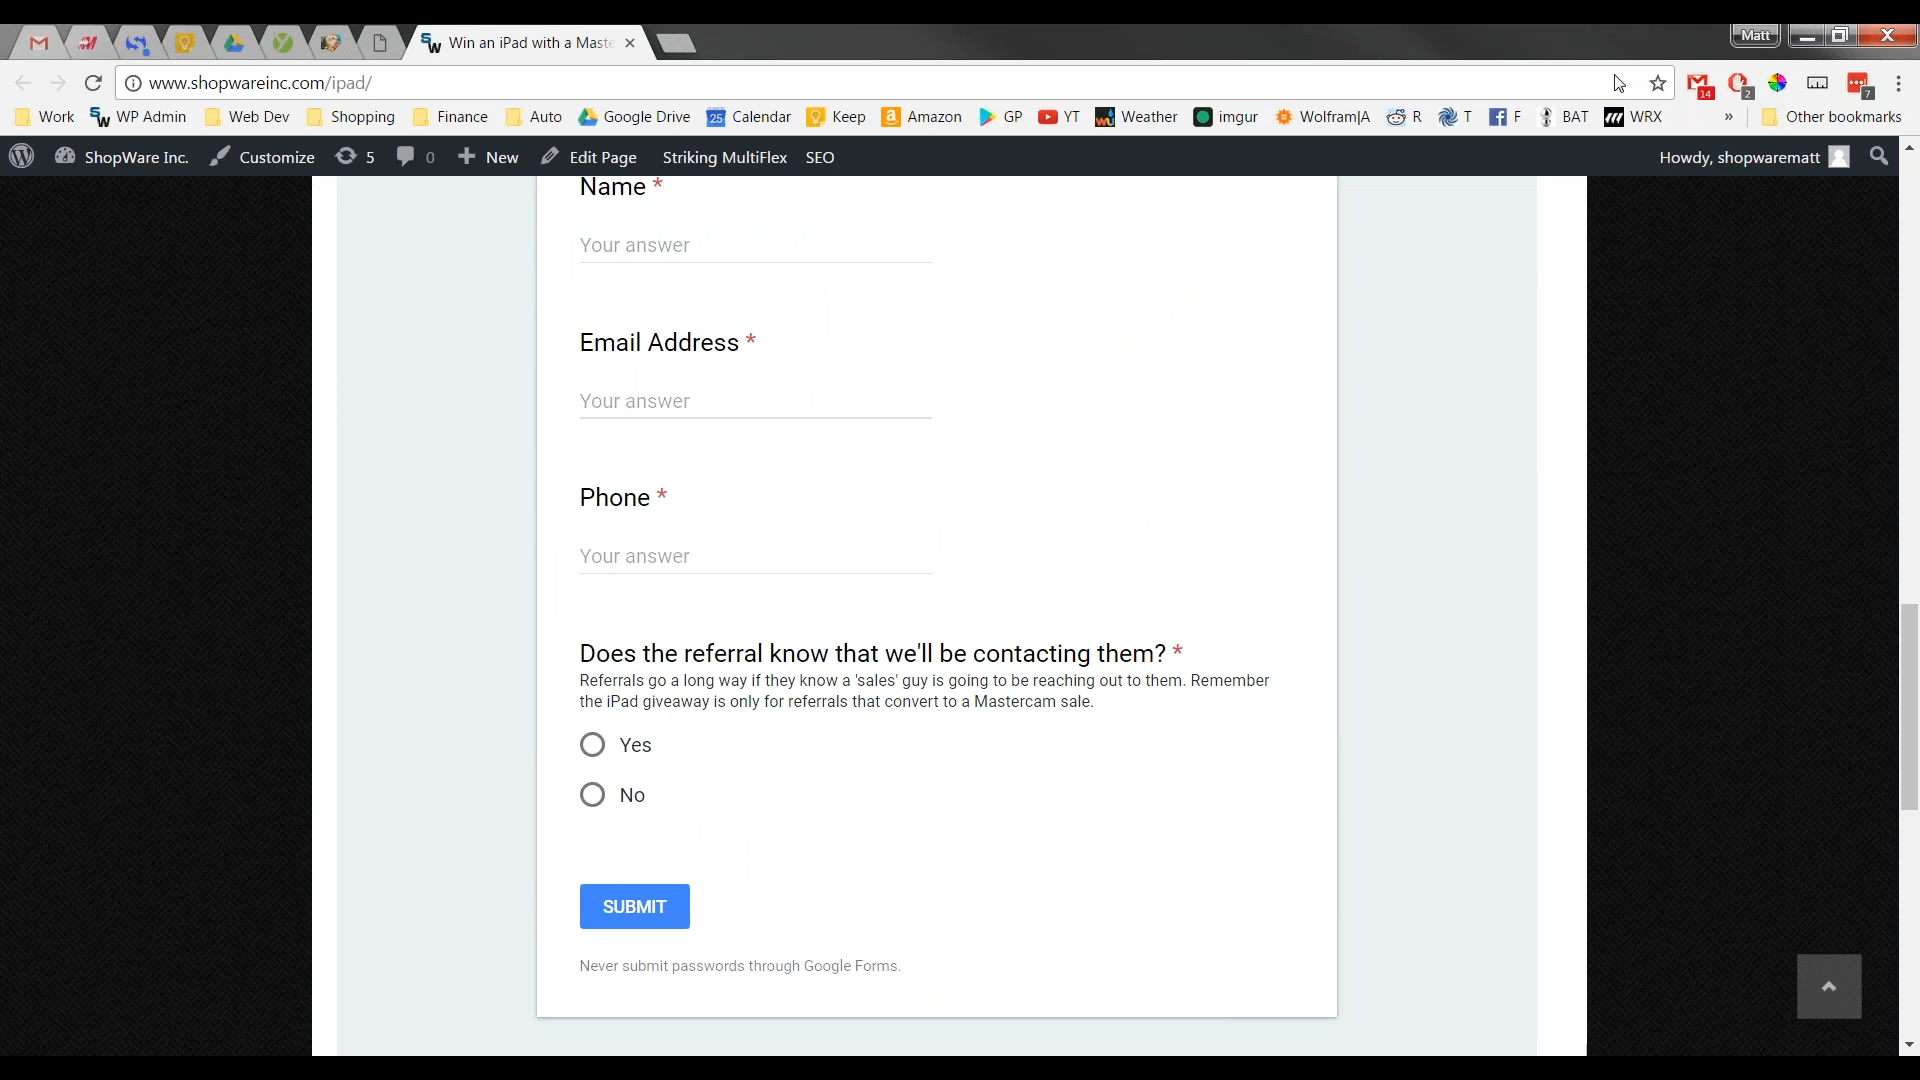 Win an iPad with a Maste
Matt
www.shopwareinc.com/ipad/
14 2 7
Work WP Admin Web Dev Shopping Finance Auto Google Drive 25 Calendar Keep Amazon GP YT Weather imgur Wolfram|A R T F BAT WRX » Other bookmarks
ShopWare Inc. Customize 5 0 New Edit Page Striking MultiFlex SEO Howdy, shopwarematt
Name *
Your answer
Email Address *
Your answer
Phone *
Your answer
Does the referral know that we'll be contacting them? *
Referrals go a long way if they know a 'sales' guy is going to be reaching out to them. Remember
the iPad giveaway is only for referrals that convert to a Mastercam sale.
Yes
No
SUBMIT
Never submit passwords through Google Forms.